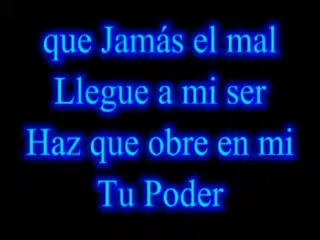 que Jamás el mal
Llegue a mi ser
Haz que obre en mi
Tu Poder